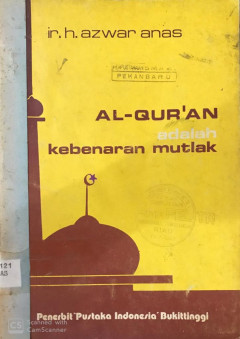 ir.h.azwar anas
PEKANBARU
AL-QUR'AN
adalah
kebenaran mutlak
121
AS
Penerbit "Pustaka Indonesia" Bukittinggi
CS Scanned with
CamScanner